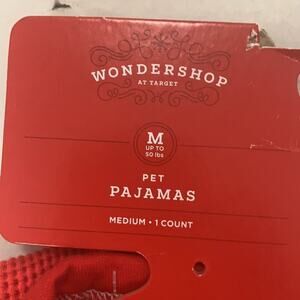 WONDERSHOP
AT TARGET
M
UP TO
50 lbs
PET
PAJAMAS
MEDIUM • 1 COUNT